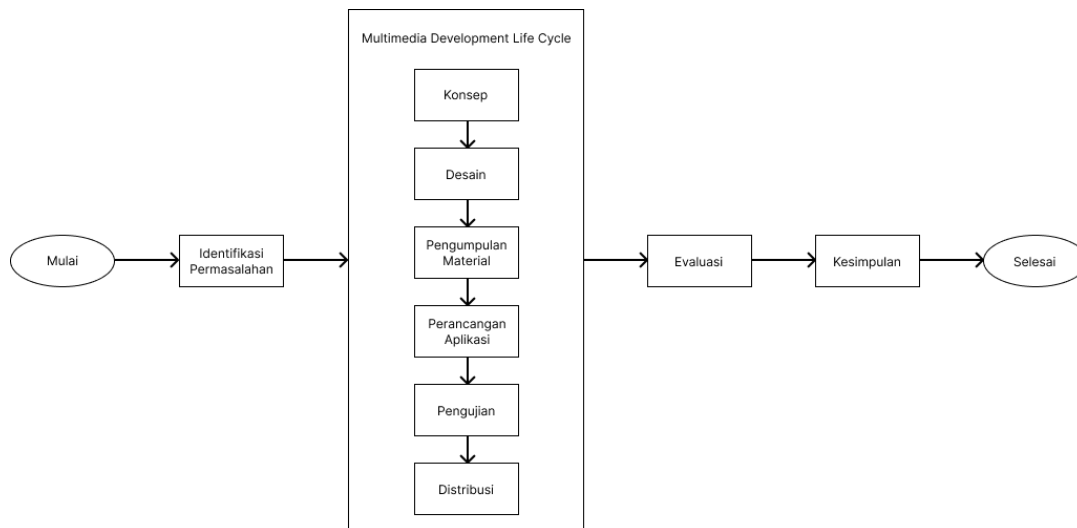 Mulai
Identifikasi
Permasalahan
Multimedia Development Life Cycle
Konsep
Desain
Pengumpulan
Material
Perancangan
Aplikasi
Pengujian
Distribusi
Evaluasi
Kesimpulan
Selesai